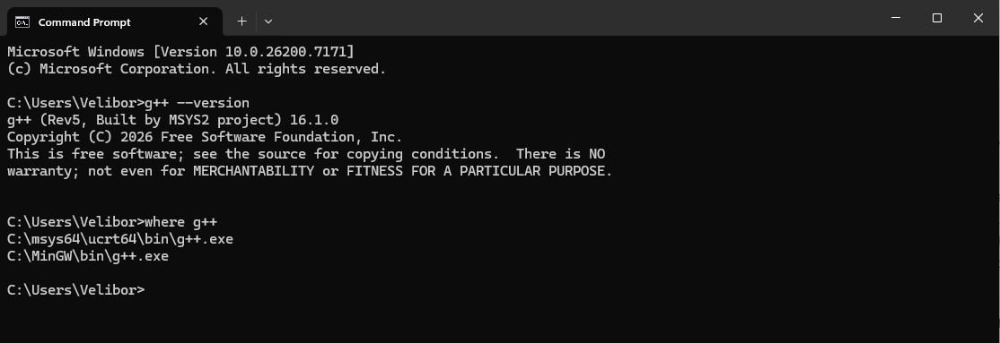 Command Prompt
Microsoft Windows [Version 10.0.26200.7171]
(c) Microsoft Corporation. All rights reserved.
C:\Users\Velibor>g++ --version
g++ (Rev5, Built by MSYS2 project) 16.1.0
Copyright (C) 2026 Free Software Foundation, Inc.
This is free software; see the source for copying conditions.  There is NO
warranty; not even for MERCHANTABILITY or FITNESS FOR A PARTICULAR PURPOSE.
C:\Users\Velibor>where g++
C:\msys64\ucrt64\bin\g++.exe
C:\MinGW\bin\g++.exe
C:\Users\Velibor>